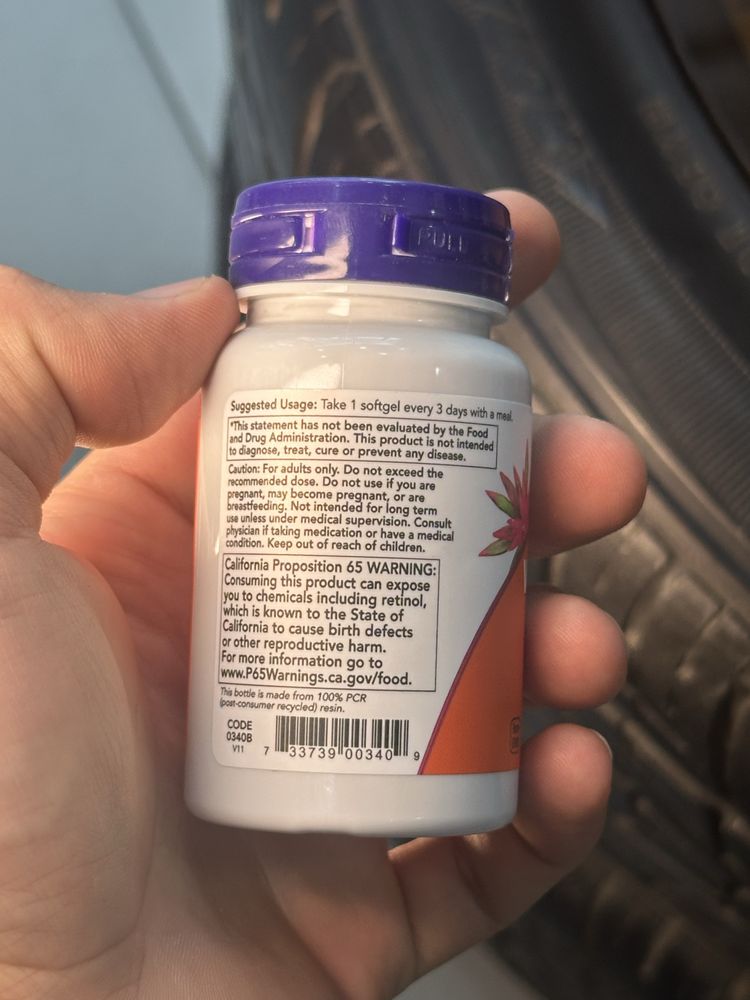 PULL
Suggested Usage: Take 1 softgel every 3 days with a meal.
*This statement has not been evaluated by the Food
and Drug Administration. This product is not intended
to diagnose, treat, cure or prevent any disease.
Caution: For adults only. Do not exceed the
recommended dose. Do not use if you are
pregnant, may become pregnant, or are
breastfeeding. Not intended for long term
use unless under medical supervision. Consult
physician if taking medication or have a medical
condition. Keep out of reach of children.
California Proposition 65 WARNING:
Consuming this product can expose
you to chemicals including retinol,
which is known to the State of
California to cause birth defects
or other reproductive harm.
For more information go to
www.P65Warnings.ca.gov/food.
This bottle is made from 100% PCR
(post-consumer recycled) resin.
CODE
0340B
V11
7 33739 00340 9